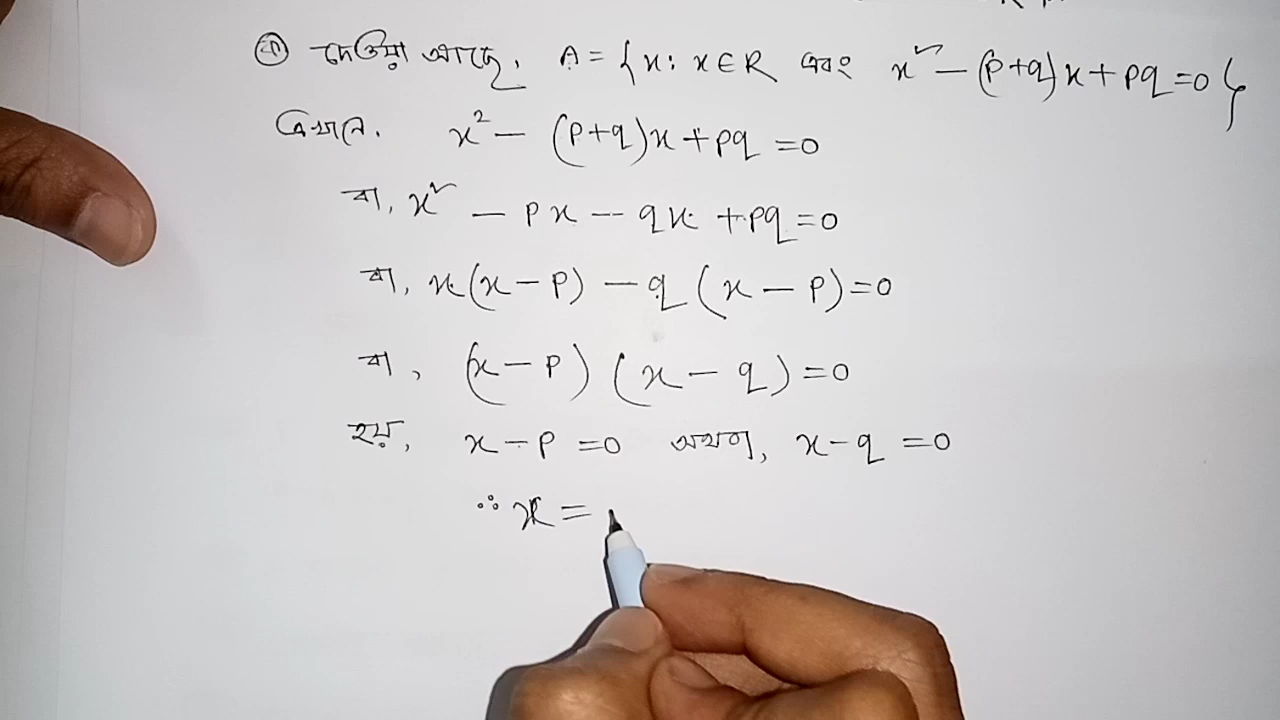 ক দেওয়া আছে, A = { x : x ∈ R এবং x² − (p+q)x + pq = 0 }
এখানে, x² − (p+q)x + pq = 0
বা, x² − px − qx + pq = 0
বা, x(x − p) − q(x − p) = 0
বা, (x − p) (x − q) = 0
হয়, x − p = 0 অথবা, x − q = 0
∴ x =